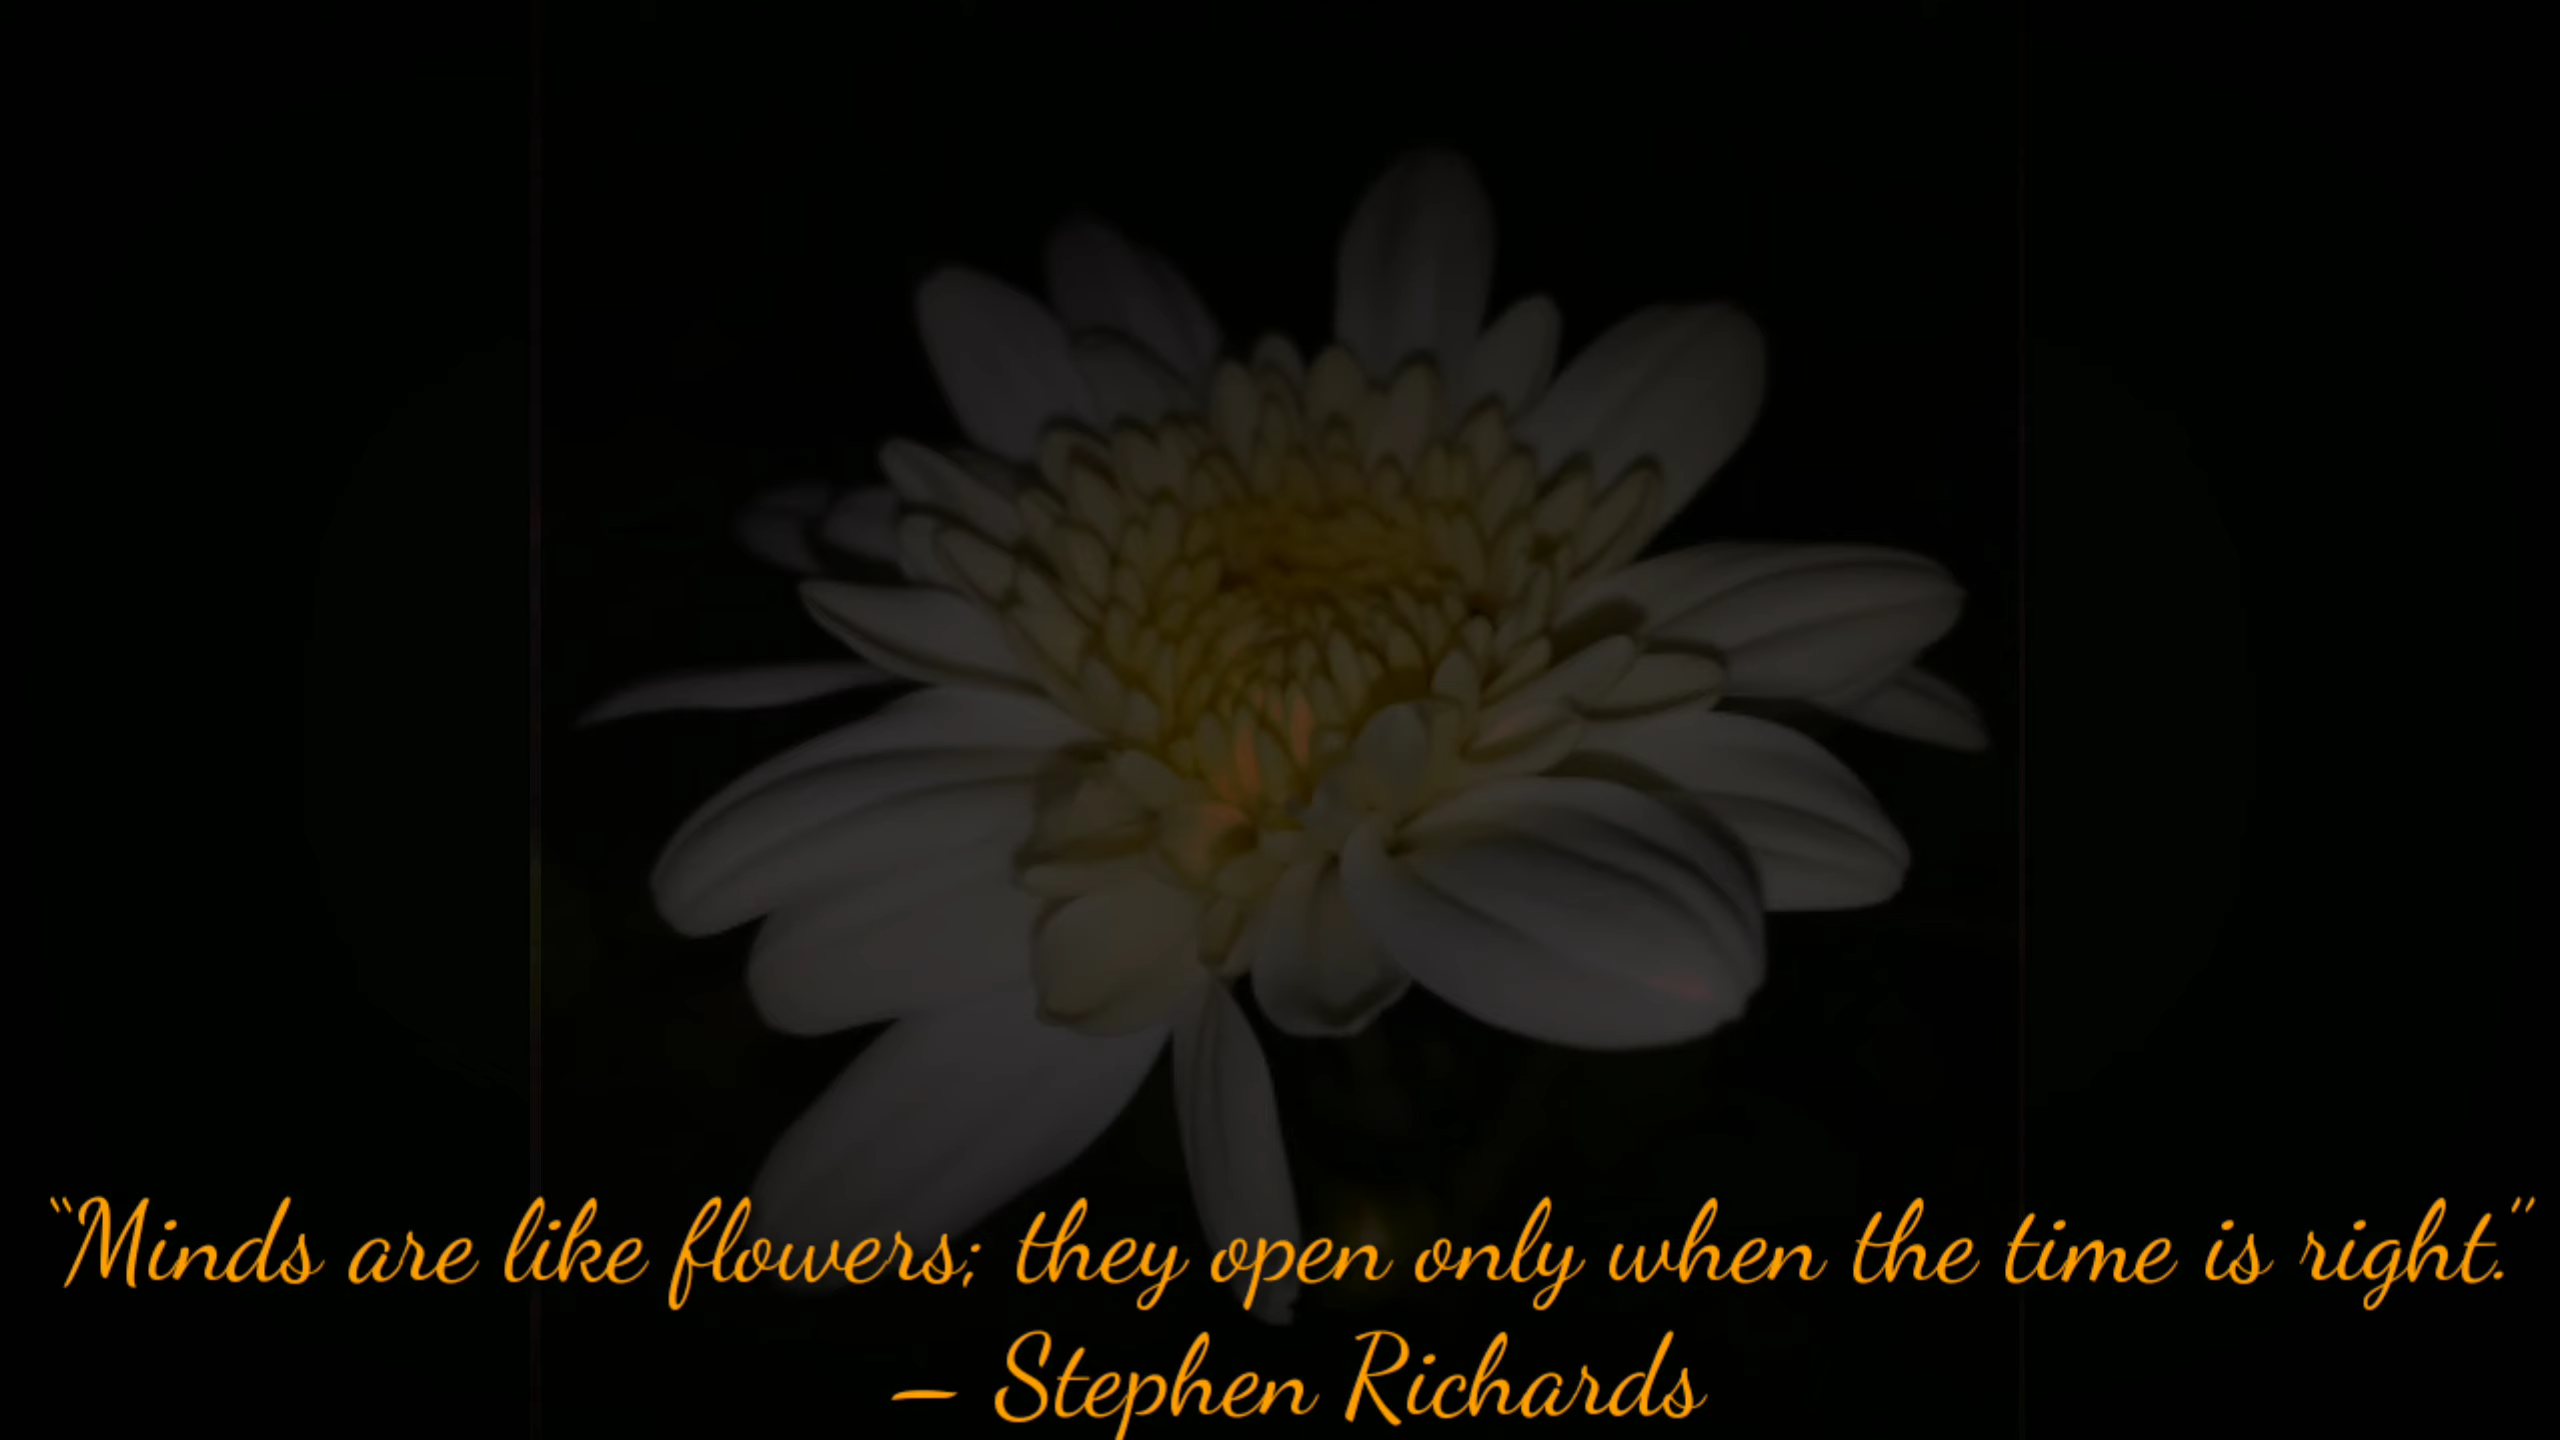 “Minds are like flowers; they open only when the time is right.”
– Stephen Richards